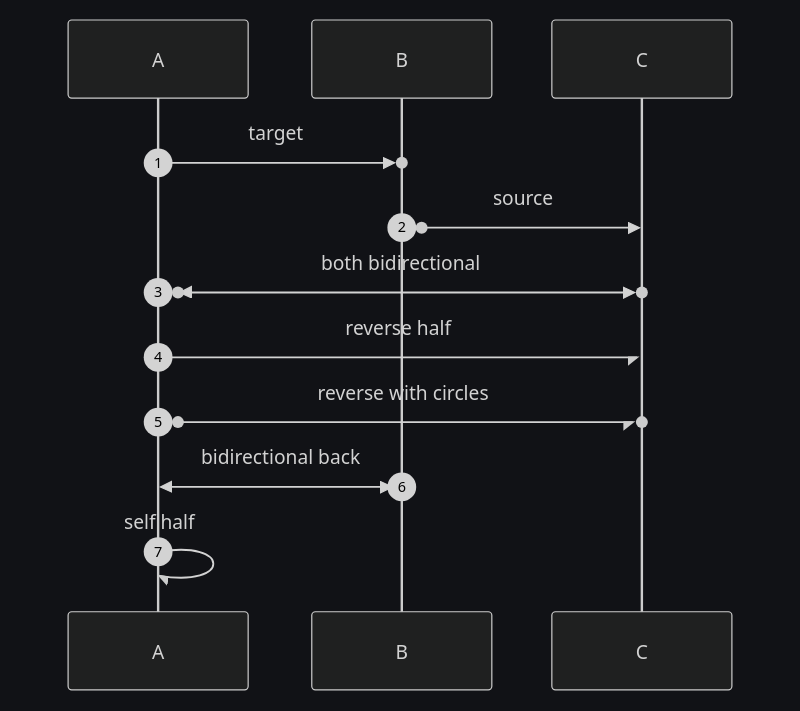 A
B
C
target
1
source
2
both bidirectional
3
reverse half
4
reverse with circles
5
bidirectional back
6
self half
7
A
B
C